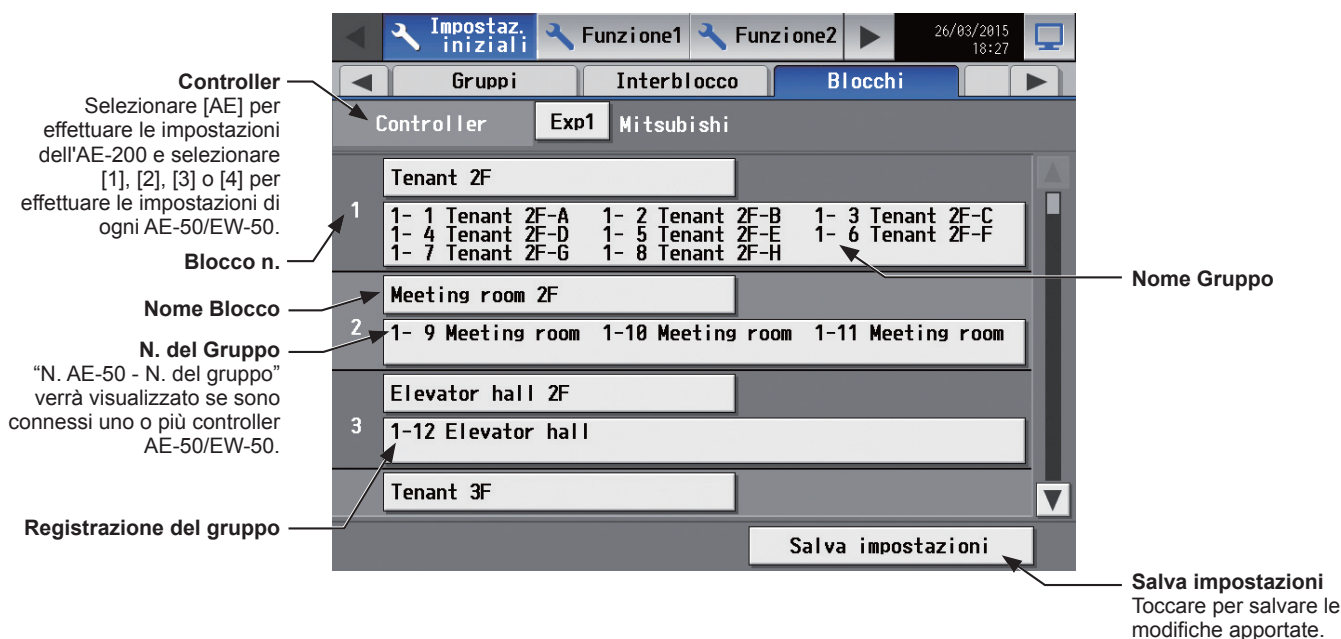 Impostaz.
iniziali
Funzione1
Funzione2
26/03/2015
18:27
Gruppi
Interblocco
Blocchi
Controller
Exp1
Mitsubishi
Tenant 2F
1
1- 1 Tenant 2F-A 1- 2 Tenant 2F-B 1- 3 Tenant 2F-C
1- 4 Tenant 2F-D 1- 5 Tenant 2F-E 1- 6 Tenant 2F-F
1- 7 Tenant 2F-G 1- 8 Tenant 2F-H
Meeting room 2F
2
1- 9 Meeting room 1-10 Meeting room 1-11 Meeting room
Elevator hall 2F
3
1-12 Elevator hall
Tenant 3F
Salva impostazioni
Controller
Selezionare [AE] per
effettuare le impostazioni
dell'AE-200 e selezionare
[1], [2], [3] o [4] per
effettuare le impostazioni di
ogni AE-50/EW-50.
Blocco n.
Nome Blocco
N. del Gruppo
“N. AE-50 - N. del gruppo”
verrà visualizzato se sono
connessi uno o più controller
AE-50/EW-50.
Registrazione del gruppo
Nome Gruppo
Salva impostazioni
Toccare per salvare le
modifiche apportate.